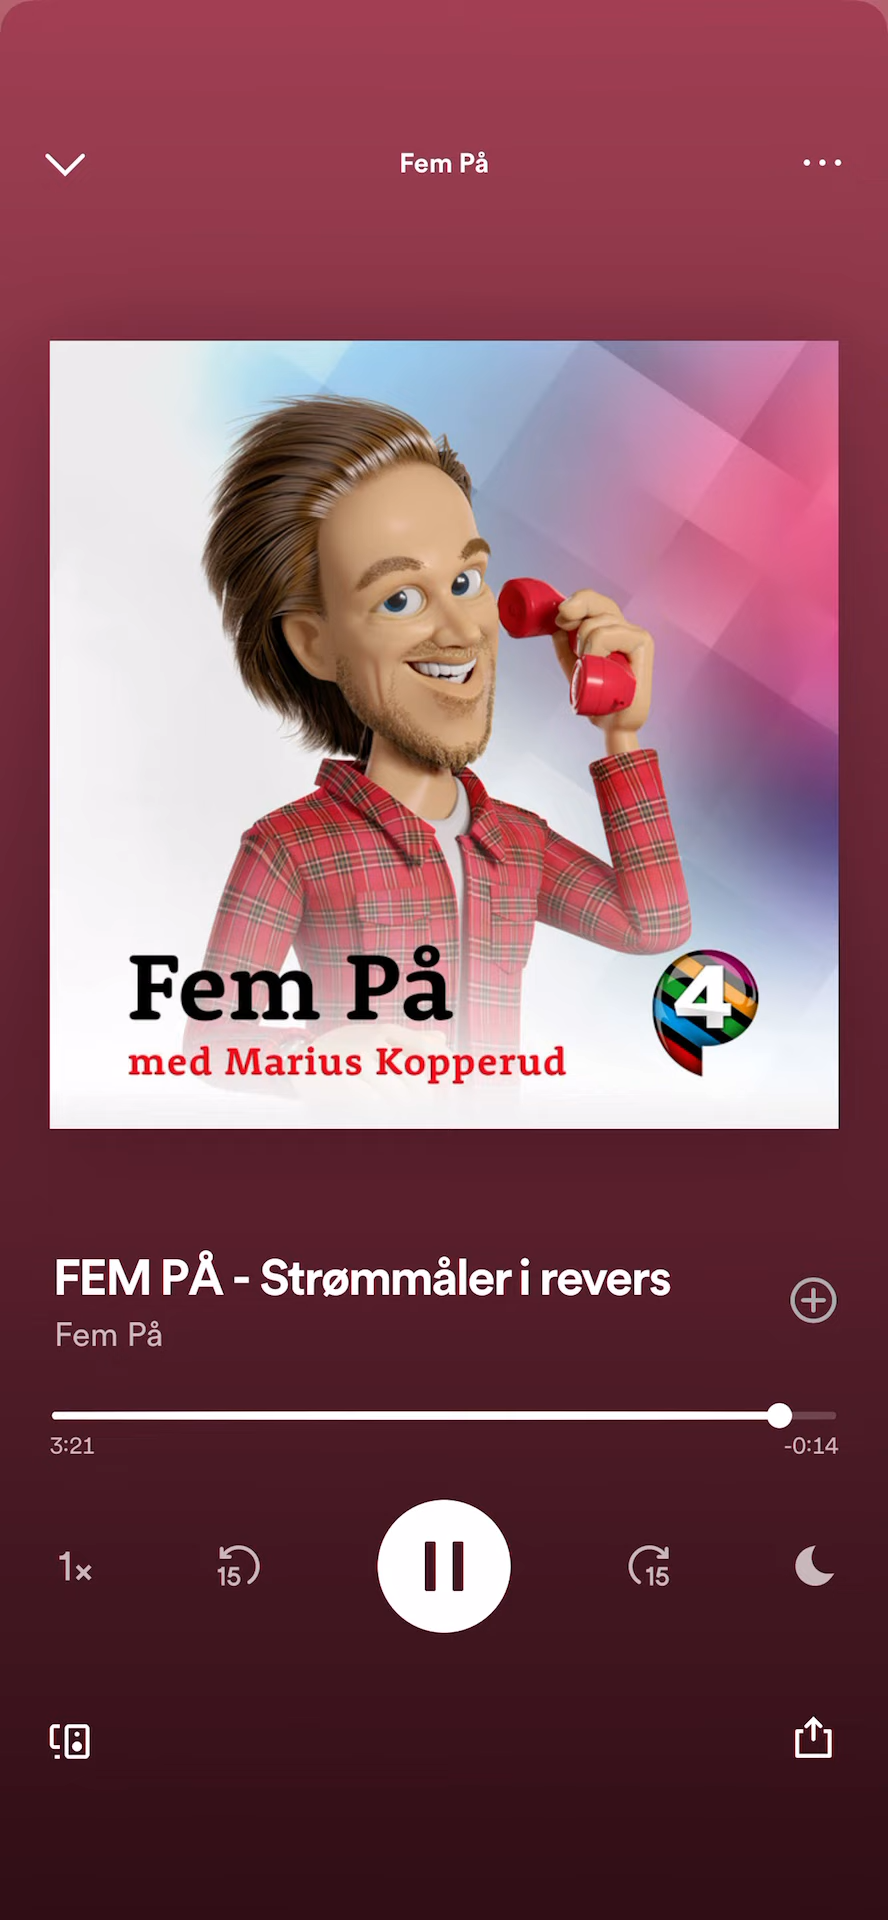 Fem På
Fem På
med Marius Kopperud
4
FEM PÅ - Strømmåler i revers
Fem På
3:21
-0:14
1x
15
15